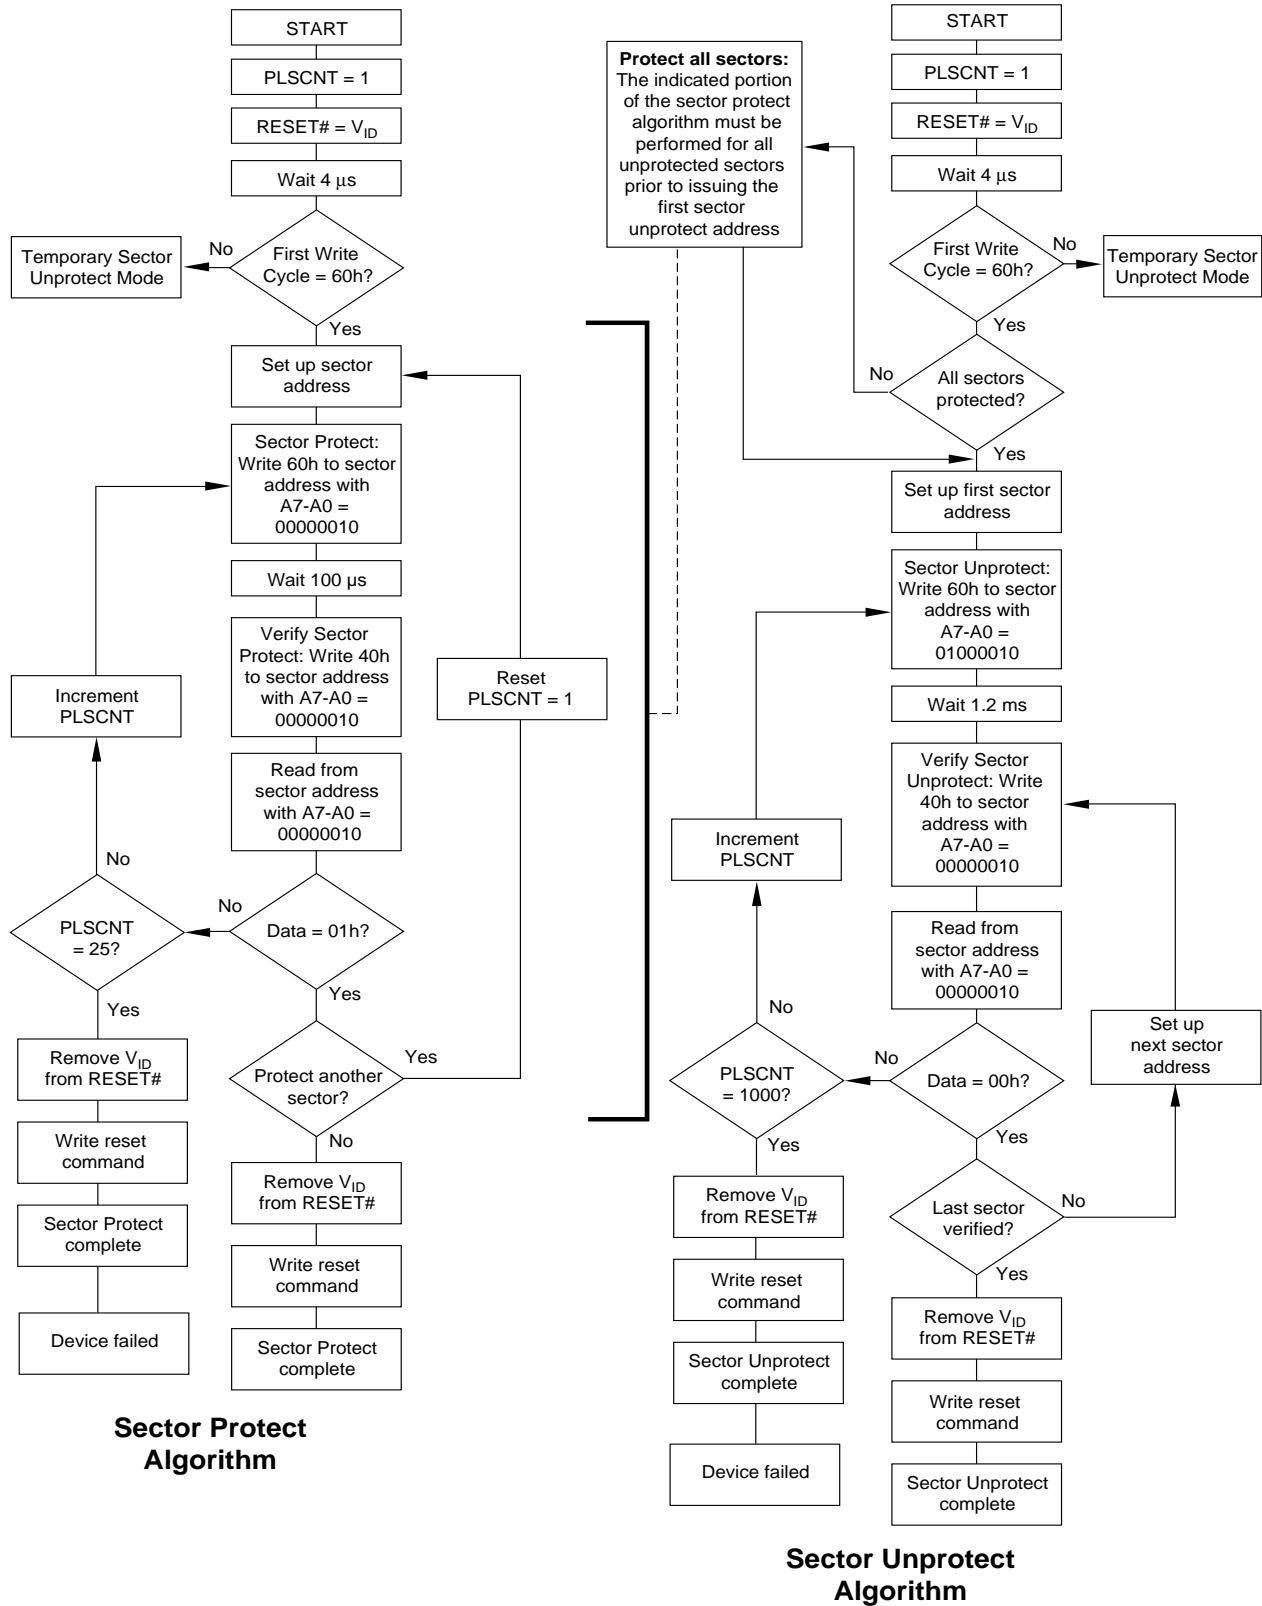 START
PLSCNT = 1
RESET# = VID
Wait 4 μs
First Write
Cycle = 60h?
No
Temporary Sector
Unprotect Mode
Yes
Set up sector
address
Sector Protect:
Write 60h to sector
address with
A7-A0 =
00000010
Wait 100 µs
Verify Sector
Protect: Write 40h
to sector address
with A7-A0 =
00000010
Read from
sector address
with A7-A0 =
00000010
Data = 01h?
No
PLSCNT
= 25?
No
Increment
PLSCNT
Yes
Remove VID
from RESET#
Write reset
command
Sector Protect
complete
Device failed
Yes
Protect another
sector?
Yes
Reset
PLSCNT = 1
No
Remove VID
from RESET#
Write reset
command
Sector Protect
complete
Sector Protect
Algorithm
Protect all sectors:
The indicated portion
of the sector protect
algorithm must be
performed for all
unprotected sectors
prior to issuing the
first sector
unprotect address
START
PLSCNT = 1
RESET# = VID
Wait 4 μs
First Write
Cycle = 60h?
No
Temporary Sector
Unprotect Mode
Yes
All sectors
protected?
No
Yes
Set up first sector
address
Sector Unprotect:
Write 60h to sector
address with
A7-A0 =
01000010
Wait 1.2 ms
Verify Sector
Unprotect: Write
40h to sector
address with
A7-A0 =
00000010
Read from
sector address
with A7-A0 =
00000010
Data = 00h?
No
PLSCNT
= 1000?
No
Increment
PLSCNT
Yes
Remove VID
from RESET#
Write reset
command
Sector Unprotect
complete
Device failed
Yes
Last sector
verified?
No
Set up
next sector
address
Yes
Remove VID
from RESET#
Write reset
command
Sector Unprotect
complete
Sector Unprotect
Algorithm